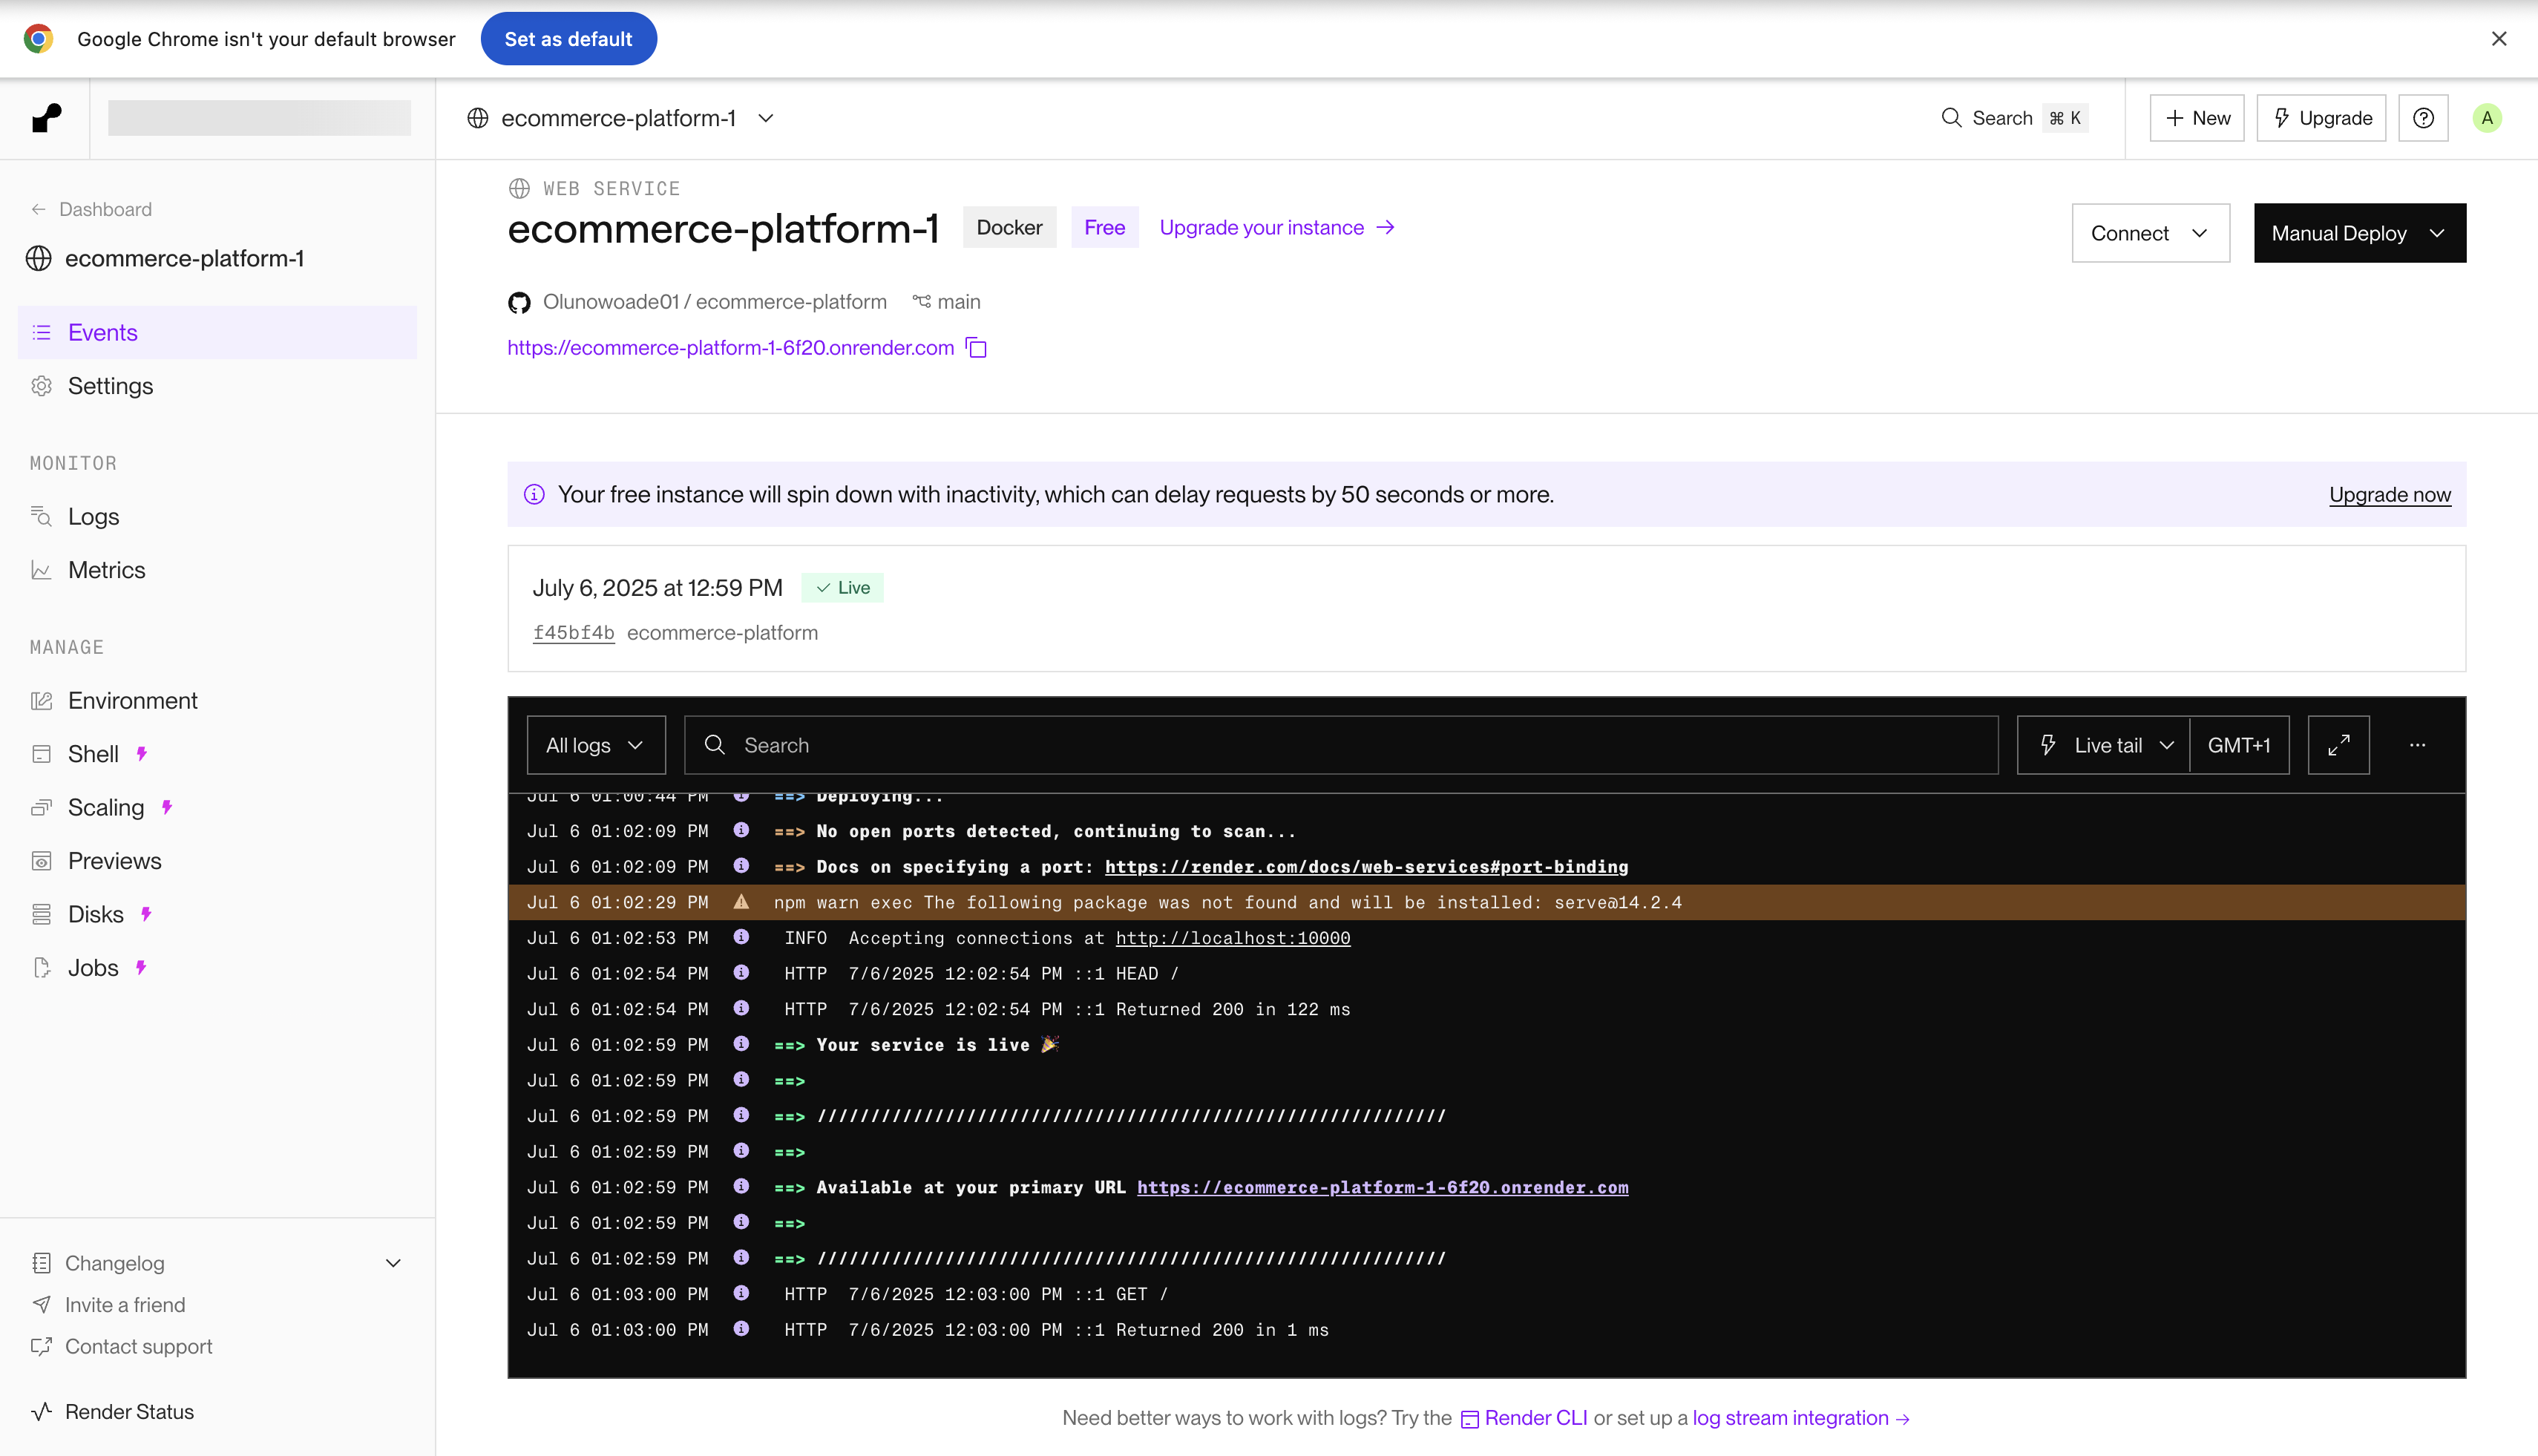 Google Chrome isn't your default browser
Set as default
ecommerce-platform-1
Search ⌘ K
+ New
Upgrade
A
Dashboard
ecommerce-platform-1
Events
Settings
MONITOR
Logs
Metrics
MANAGE
Environment
Shell
Scaling
Previews
Disks
Jobs
Changelog
Invite a friend
Contact support
Render Status
WEB SERVICE
ecommerce-platform-1 Docker Free Upgrade your instance →
Connect
Manual Deploy
Olunowoade01 / ecommerce-platform main
https://ecommerce-platform-1-6f20.onrender.com
Your free instance will spin down with inactivity, which can delay requests by 50 seconds or more. Upgrade now
July 6, 2025 at 12:59 PM ✓ Live
f45bf4b ecommerce-platform
All logs Search Live tail GMT+1 ...
Jul 6 01:00:44 PM ==> Deploying...
Jul 6 01:02:09 PM ==> No open ports detected, continuing to scan...
Jul 6 01:02:09 PM ==> Docs on specifying a port: https://render.com/docs/web-services#port-binding
Jul 6 01:02:29 PM npm warn exec The following package was not found and will be installed: serve@14.2.4
Jul 6 01:02:53 PM INFO Accepting connections at http://localhost:10000
Jul 6 01:02:54 PM HTTP 7/6/2025 12:02:54 PM ::1 HEAD /
Jul 6 01:02:54 PM HTTP 7/6/2025 12:02:54 PM ::1 Returned 200 in 122 ms
Jul 6 01:02:59 PM ==> Your service is live 🎉
Jul 6 01:02:59 PM ==>
Jul 6 01:02:59 PM ==> ///////////////////////////////////////////////////////////
Jul 6 01:02:59 PM ==>
Jul 6 01:02:59 PM ==> Available at your primary URL https://ecommerce-platform-1-6f20.onrender.com
Jul 6 01:02:59 PM ==>
Jul 6 01:02:59 PM ==> ///////////////////////////////////////////////////////////
Jul 6 01:03:00 PM HTTP 7/6/2025 12:03:00 PM ::1 GET /
Jul 6 01:03:00 PM HTTP 7/6/2025 12:03:00 PM ::1 Returned 200 in 1 ms
Need better ways to work with logs? Try the Render CLI or set up a log stream integration →